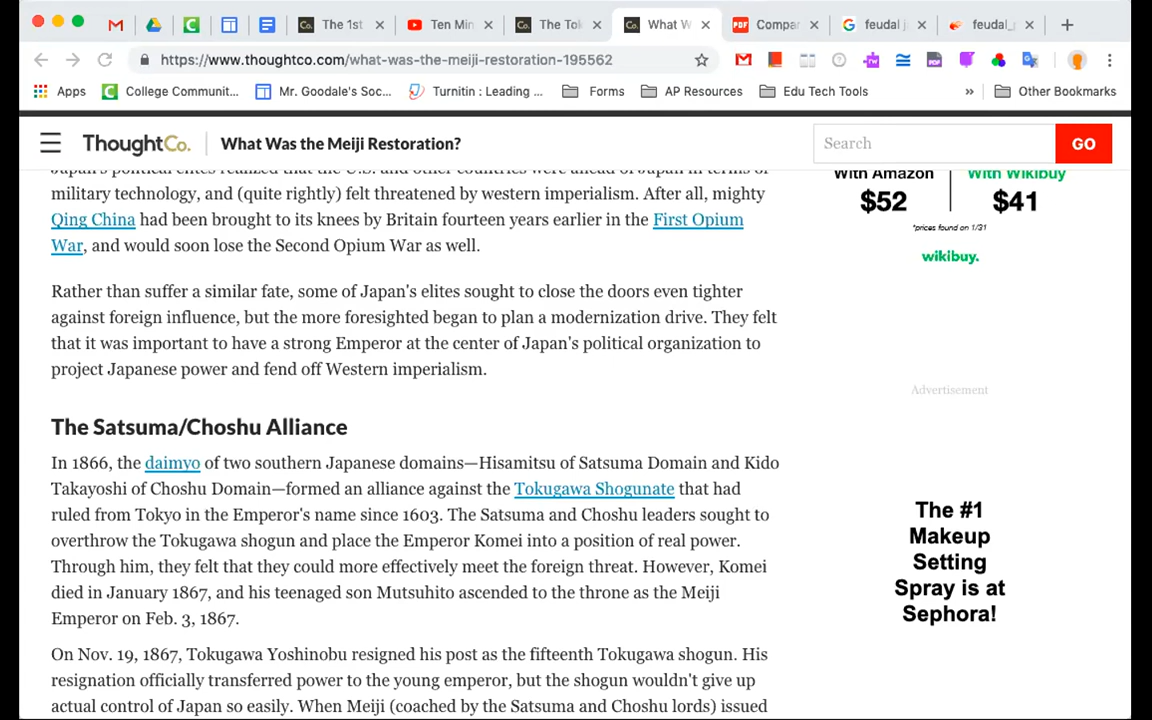 The 1st
Ten Min
The To
What W
PDF
Compar
feudal j
feudal_
https://www.thoughtco.com/what-was-the-meiji-restoration-195562
Apps
College Communit...
Mr. Goodale's Soc...
Turnitin : Leading ...
Forms
AP Resources
Edu Tech Tools
»
Other Bookmarks
ThoughtCo.
What Was the Meiji Restoration?
Search
GO
Japan's political elites realized that the U.S. and other countries were ahead of Japan in terms of
military technology, and (quite rightly) felt threatened by western imperialism. After all, mighty
Qing China had been brought to its knees by Britain fourteen years earlier in the First Opium
War, and would soon lose the Second Opium War as well.
Rather than suffer a similar fate, some of Japan's elites sought to close the doors even tighter
against foreign influence, but the more foresighted began to plan a modernization drive. They felt
that it was important to have a strong Emperor at the center of Japan's political organization to
project Japanese power and fend off Western imperialism.
The Satsuma/Choshu Alliance
In 1866, the daimyo of two southern Japanese domains—Hisamitsu of Satsuma Domain and Kido
Takayoshi of Choshu Domain—formed an alliance against the Tokugawa Shogunate that had
ruled from Tokyo in the Emperor's name since 1603. The Satsuma and Choshu leaders sought to
overthrow the Tokugawa shogun and place the Emperor Komei into a position of real power.
Through him, they felt that they could more effectively meet the foreign threat. However, Komei
died in January 1867, and his teenaged son Mutsuhito ascended to the throne as the Meiji
Emperor on Feb. 3, 1867.
On Nov. 19, 1867, Tokugawa Yoshinobu resigned his post as the fifteenth Tokugawa shogun. His
resignation officially transferred power to the young emperor, but the shogun wouldn't give up
actual control of Japan so easily. When Meiji (coached by the Satsuma and Choshu lords) issued
With Amazon
$52
With Wikibuy
$41
*prices found on 1/31
wikibuy.
Advertisement
The #1
Makeup
Setting
Spray is at
Sephora!